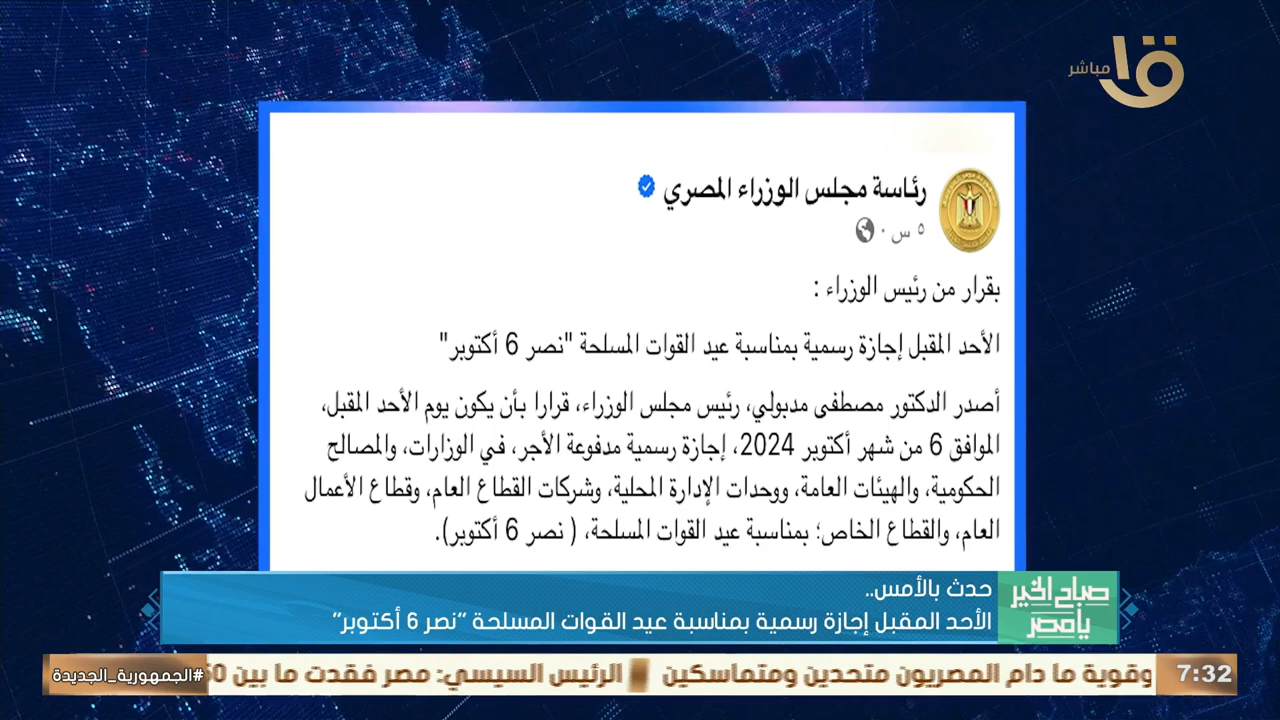 مباشر
رئاسة مجلس الوزراء المصري
٥ س ·
بقرار من رئيس الوزراء :
الأحد المقبل إجازة رسمية بمناسبة عيد القوات المسلحة "نصر 6 أكتوبر"
أصدر الدكتور مصطفى مدبولي، رئيس مجلس الوزراء، قرارا بأن يكون يوم الأحد المقبل،
الموافق 6 من شهر أكتوبر 2024، إجازة رسمية مدفوعة الأجر، في الوزارات، والمصالح
الحكومية، والهيئات العامة، ووحدات الإدارة المحلية، وشركات القطاع العام، وقطاع الأعمال
العام، والقطاع الخاص؛ بمناسبة عيد القوات المسلحة، ( نصر 6 أكتوبر).
صباح الخير
يا مصر
حدث بالأمس..
الأحد المقبل إجازة رسمية بمناسبة عيد القوات المسلحة "نصر 6 أكتوبر"
7:32
وقوية ما دام المصريون متحدين ومتماسكين
الرئيس السيسي: مصر فقدت ما بين
#الجمهورية_الجديدة